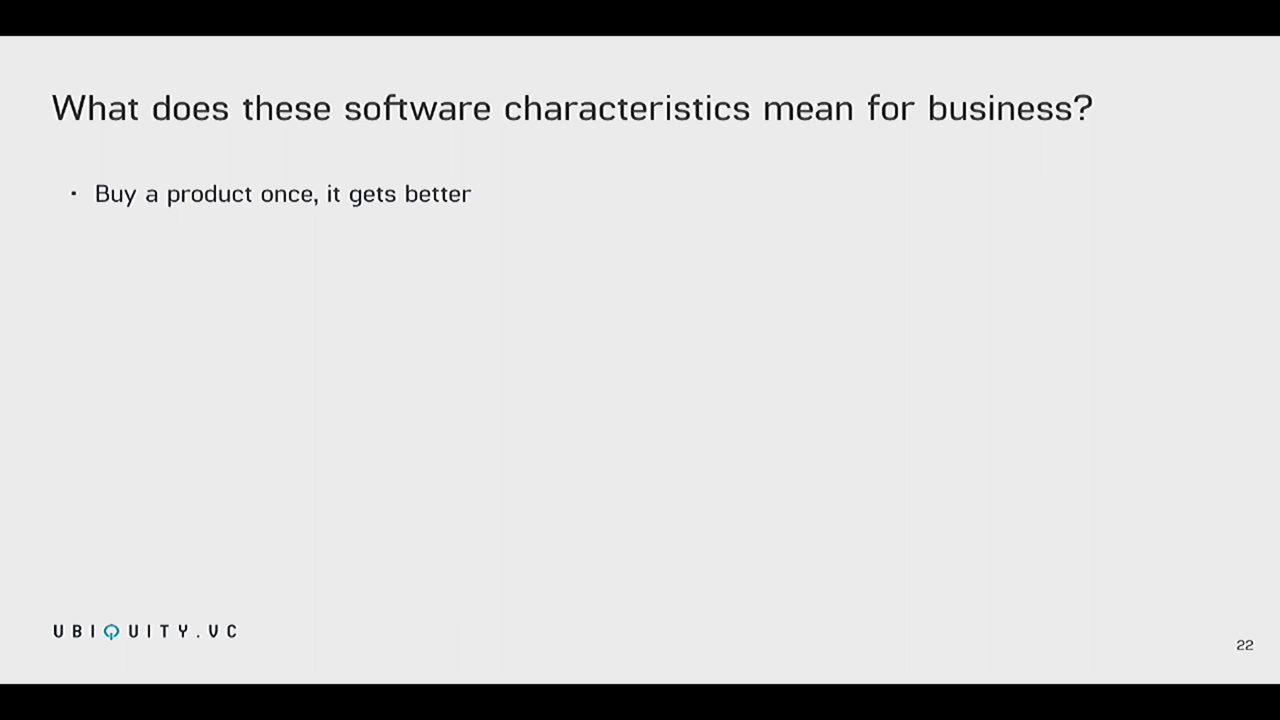 What does these software characteristics mean for business?
· Buy a product once, it gets better
UBIQUITY.VC
22